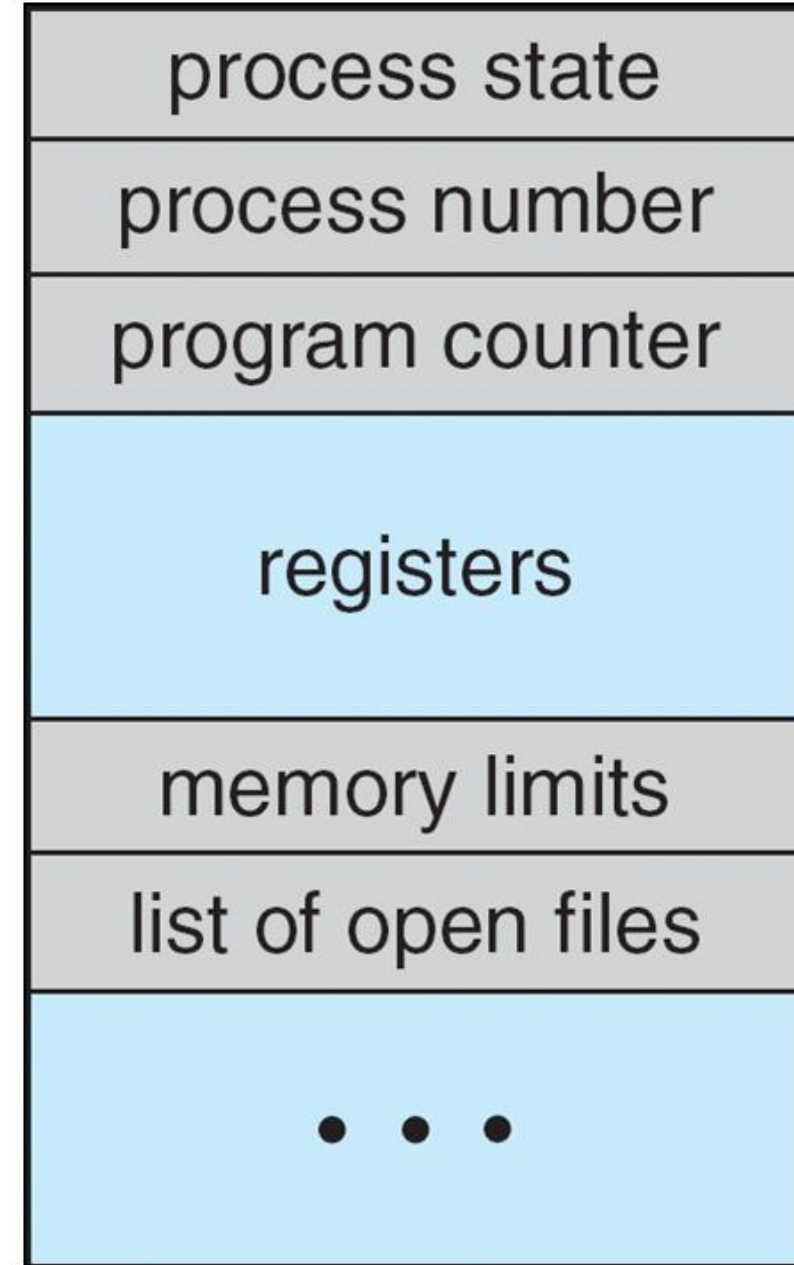 process state
process number
program counter
registers
memory limits
list of open files
• • •